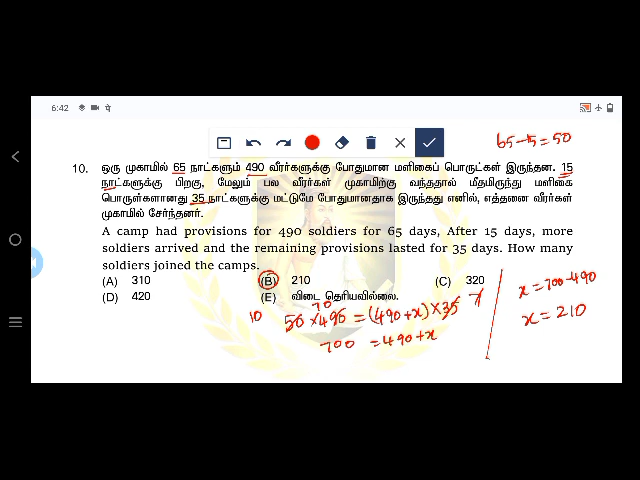 6:42
65-15=50
10. ஒரு முகாமில் 65 நாட்களும் 490 வீரர்களுக்கு போதுமான மளிகைப் பொருட்கள் இருந்தன. 15
நாட்களுக்கு பிறகு, மேலும் பல வீரர்கள் முகாமிற்கு வந்ததால் மீதமிருந்து மளிகை
பொருள்களானது 35 நாட்களுக்கு மட்டுமே போதுமானதாக இருந்தது எனில், எத்தனை வீரர்கள்
முகாமில் சேர்ந்தனர்.
A camp had provisions for 490 soldiers for 65 days, After 15 days, more
soldiers arrived and the remaining provisions lasted for 35 days. How many
soldiers joined the camps.
(A) 310 (B) 210 (C) 320
(D) 420 (E) விடை தெரியவில்லை.
10 70 7
50 × 490 = (490+x) × 35
700 = 490+x
x = 700-490
x = 210